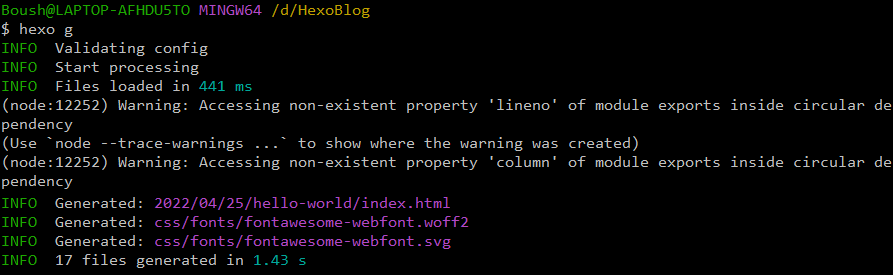 Boush@LAPTOP-AFHDU5TO MINGW64 /d/HexoBlog
$ hexo g
INFO  Validating config
INFO  Start processing
INFO  Files loaded in 441 ms
(node:12252) Warning: Accessing non-existent property 'lineno' of module exports inside circular de
pendency
(Use `node --trace-warnings ...` to show where the warning was created)
(node:12252) Warning: Accessing non-existent property 'column' of module exports inside circular de
pendency
INFO  Generated: 2022/04/25/hello-world/index.html
INFO  Generated: css/fonts/fontawesome-webfont.woff2
INFO  Generated: css/fonts/fontawesome-webfont.svg
INFO  17 files generated in 1.43 s